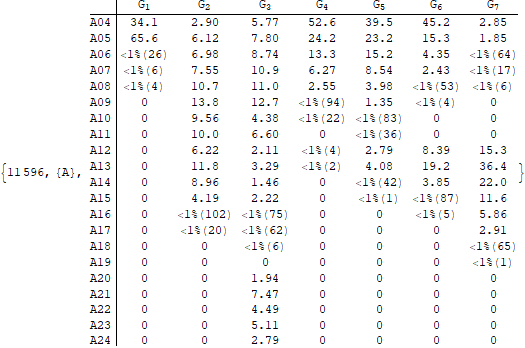 G₁ G₂ G₃ G₄ G₅ G₆ G₇
A04 34.1 2.90 5.77 52.6 39.5 45.2 2.85
A05 65.6 6.12 7.80 24.2 23.2 15.3 1.85
A06 <1%(26) 6.98 8.74 13.3 15.2 4.35 <1%(64)
A07 <1%(6) 7.55 10.9 6.27 8.54 2.43 <1%(17)
A08 <1%(4) 10.7 11.0 2.55 3.98 <1%(53) <1%(6)
A09 0 13.8 12.7 <1%(94) 1.35 <1%(4) 0
A10 0 9.56 4.38 <1%(22) <1%(83) 0 0
A11 0 10.0 6.60 0 <1%(36) 0 0
A12 0 6.22 2.11 <1%(4) 2.79 8.39 15.3
{11 596, {A}, A13 0 11.8 3.29 <1%(2) 4.08 19.2 36.4 }
A14 0 8.96 1.46 0 <1%(42) 3.85 22.0
A15 0 4.19 2.22 0 <1%(1) <1%(87) 11.6
A16 0 <1%(102) <1%(75) 0 0 <1%(5) 5.86
A17 0 <1%(20) <1%(62) 0 0 0 2.91
A18 0 0 <1%(6) 0 0 0 <1%(65)
A19 0 0 0 0 0 0 <1%(1)
A20 0 0 1.94 0 0 0 0
A21 0 0 7.47 0 0 0 0
A22 0 0 4.49 0 0 0 0
A23 0 0 5.11 0 0 0 0
A24 0 0 2.79 0 0 0 0